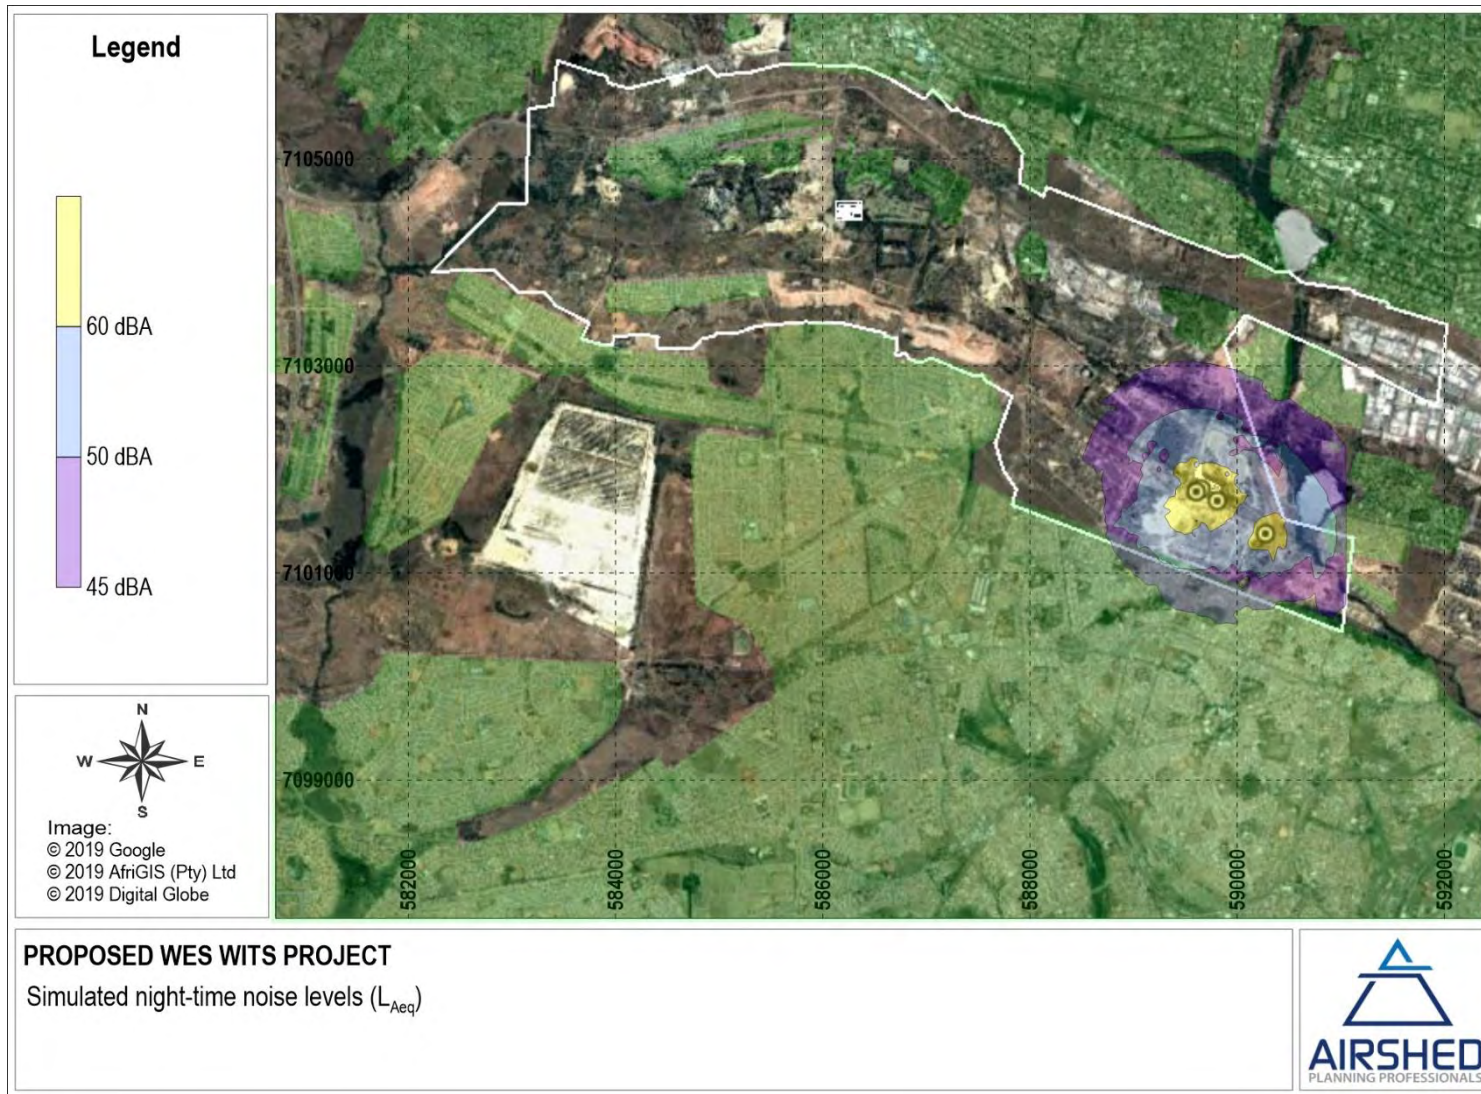 Legend
60 dBA
50 dBA
45 dBA
7105000
7103000
7101000
7099000
582000
584000
586000
588000
590000
592000
N
W
E
S
Image:
© 2019 Google
© 2019 AfriGIS (Pty) Ltd
© 2019 Digital Globe
PROPOSED WES WITS PROJECT
Simulated night-time noise levels (LAeq)
AIRSHED
PLANNING PROFESSIONALS